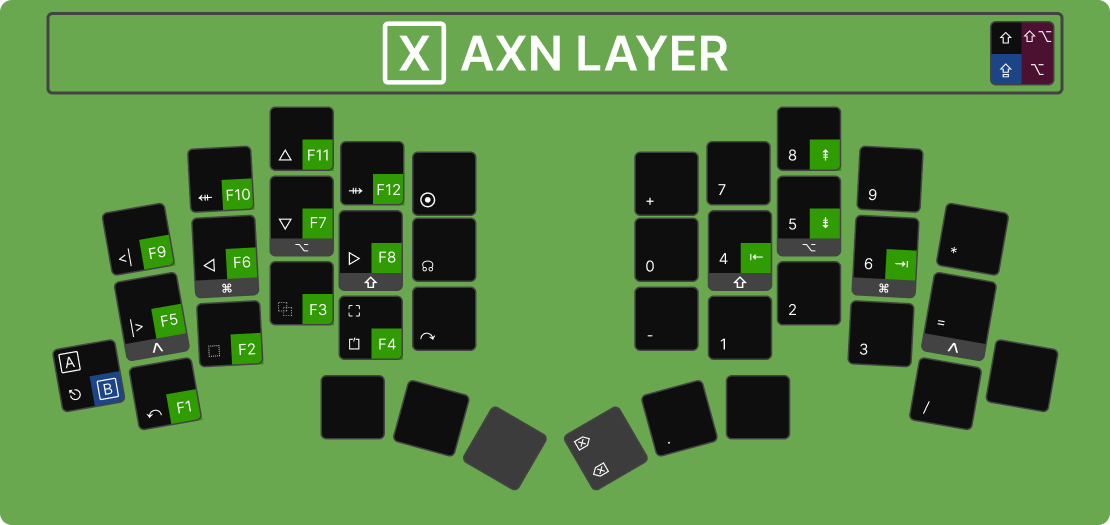 X AXN LAYER
⇧ ⇧⌥
⌥
F11
8
F12
7
F10
+
9
F9
F7
5
⌥
⌥
*
F6
F8
0
4
6
⌘
⇧
⇧
⌘
F5
=
^
^
F3
2
F2
F4
-
1
3
A
B
F1
/
.